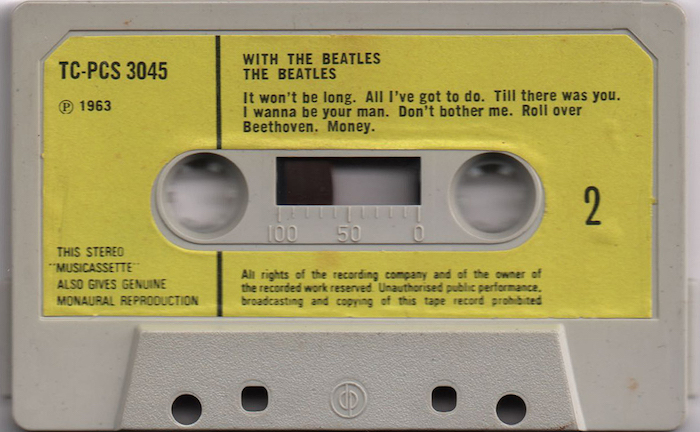 TC-PCS 3045
℗ 1963
WITH THE BEATLES
THE BEATLES
It won't be long. All I've got to do. Till there was you.
I wanna be your man. Don't bother me. Roll over
Beethoven. Money.
100 50 0
2
THIS STEREO
"MUSICASSETTE"
ALSO GIVES GENUINE
MONAURAL REPRODUCTION
All rights of the recording company and of the owner of
the recorded work reserved. Unauthorised public performance,
broadcasting and copying of this tape record prohibited